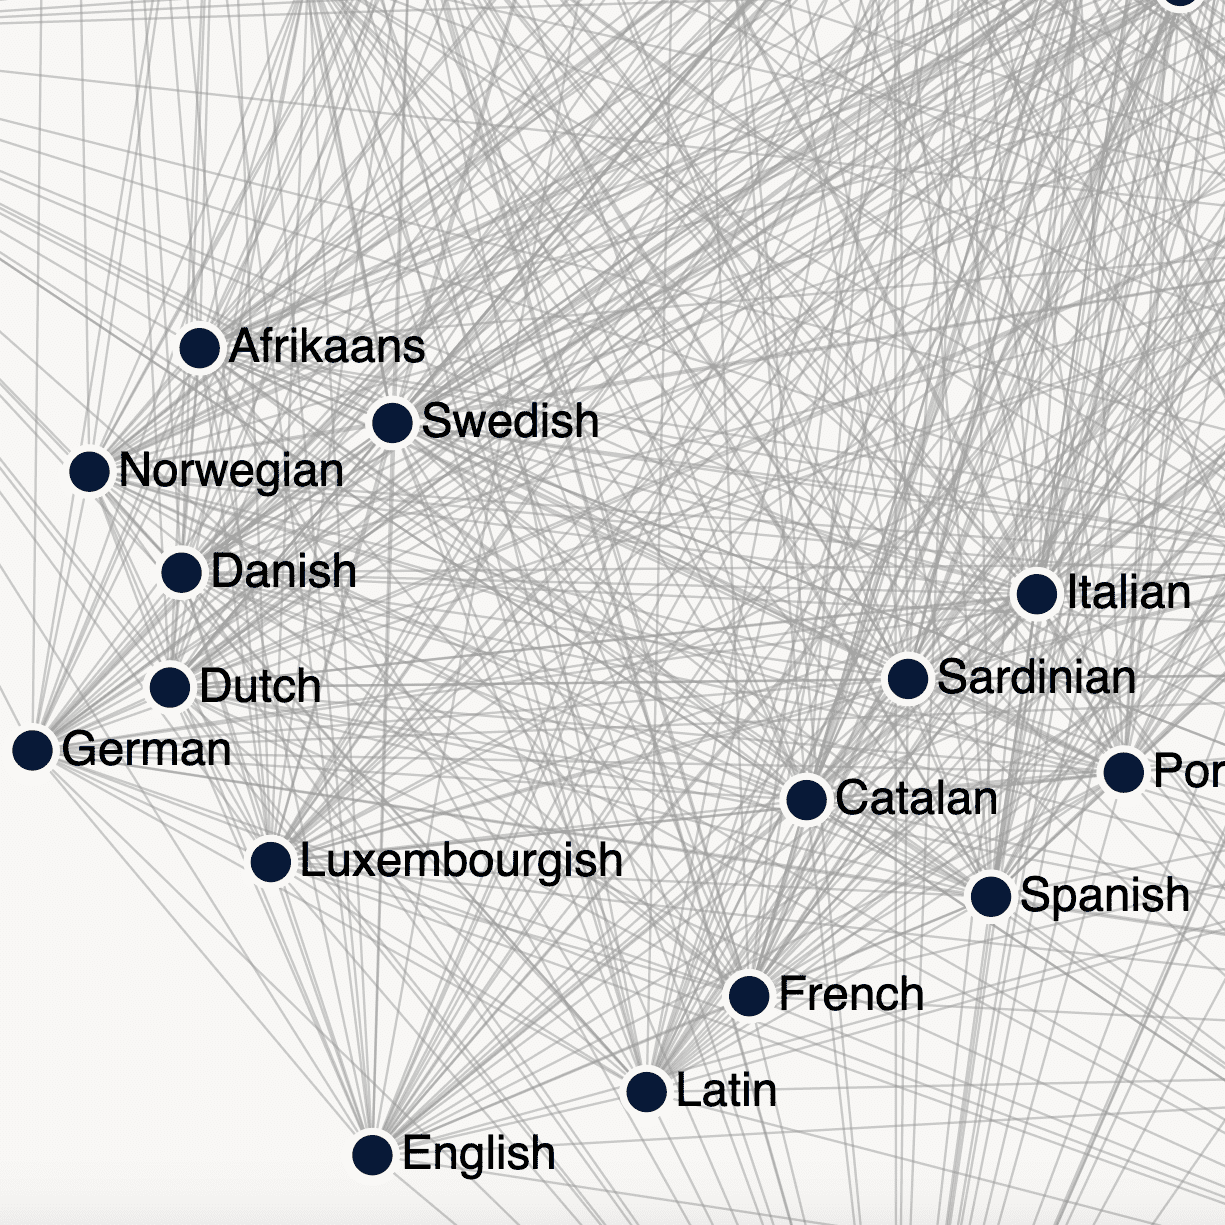 Afrikaans
Swedish
Norwegian
Danish
Italian
Sardinian
Dutch
German
Por
Catalan
Luxembourgish
Spanish
French
Latin
English